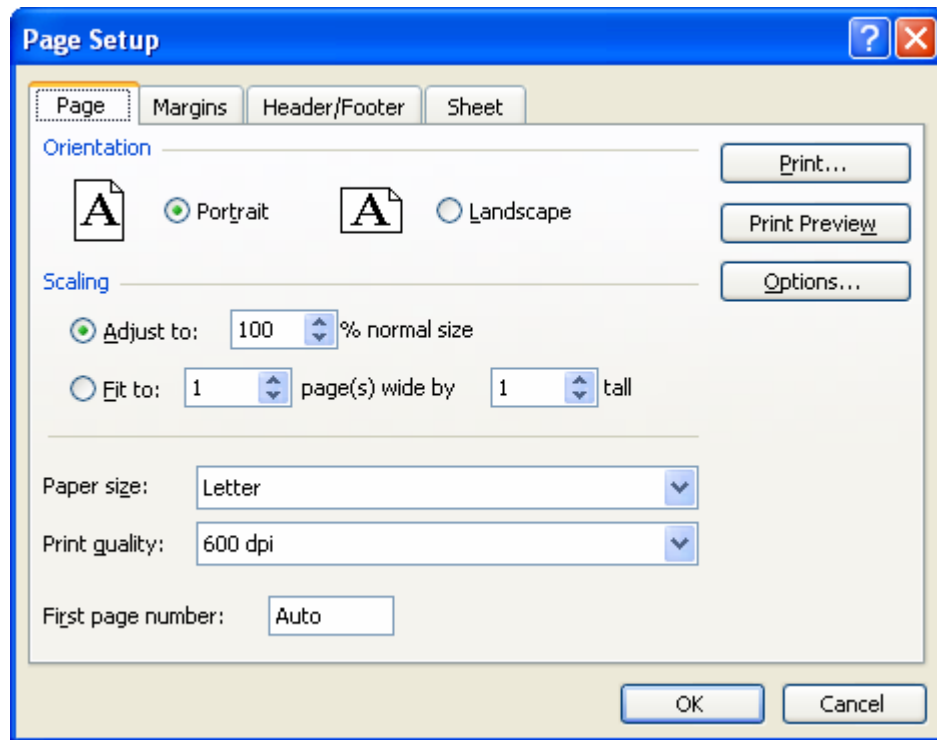 Page Setup
Page Margins Header/Footer Sheet
Orientation
Print...
A Portrait A Landscape
Print Preview
Scaling
Options...
Adjust to: 100 % normal size
Fit to: 1 page(s) wide by 1 tall
Paper size: Letter
Print quality: 600 dpi
First page number: Auto
OK Cancel